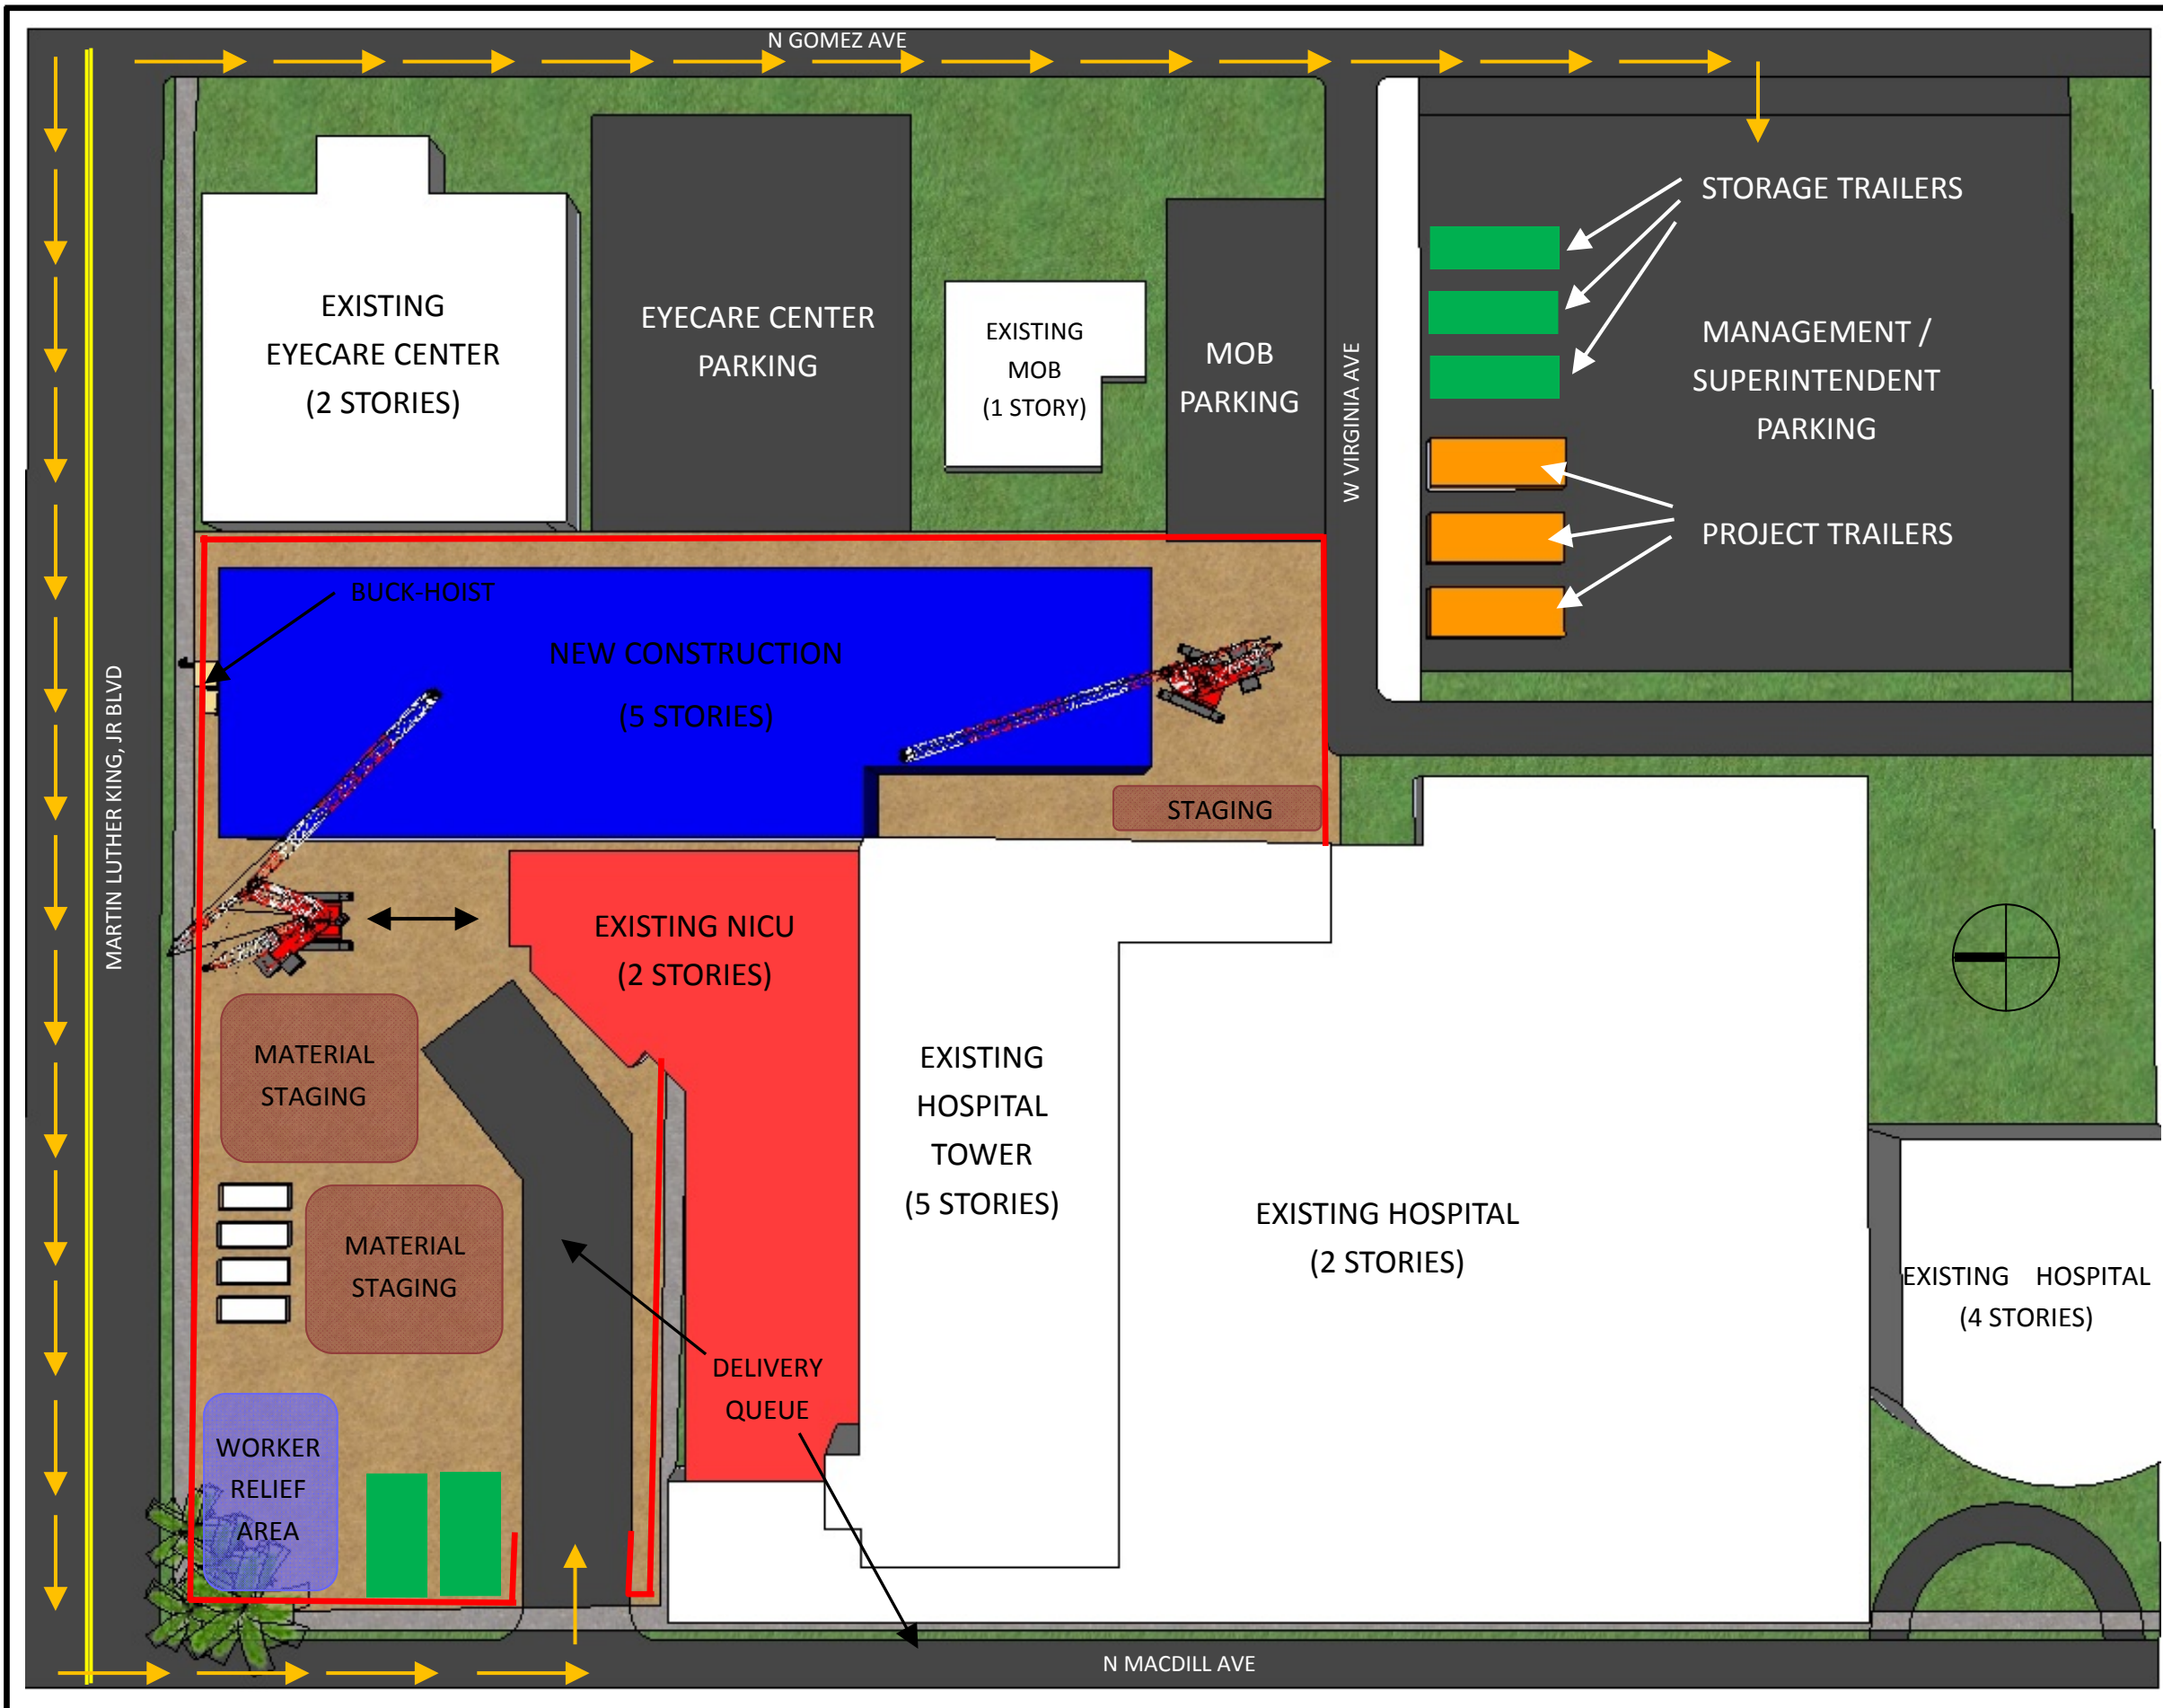 N GOMEZ AVE
STORAGE TRAILERS
EXISTING
EYECARE CENTER
(2 STORIES)
EYECARE CENTER
PARKING
EXISTING
MOB
(1 STORY)
MOB
PARKING
W VIRGINIA AVE
MANAGEMENT /
SUPERINTENDENT
PARKING
PROJECT TRAILERS
BUCK-HOIST
NEW CONSTRUCTION
(5 STORIES)
STAGING
MARTIN LUTHER KING, JR BLVD
EXISTING NICU
(2 STORIES)
MATERIAL
STAGING
EXISTING
HOSPITAL
TOWER
(5 STORIES)
EXISTING HOSPITAL
(2 STORIES)
EXISTING HOSPITAL
(4 STORIES)
MATERIAL
STAGING
DELIVERY
QUEUE
WORKER
RELIEF
AREA
N MACDILL AVE